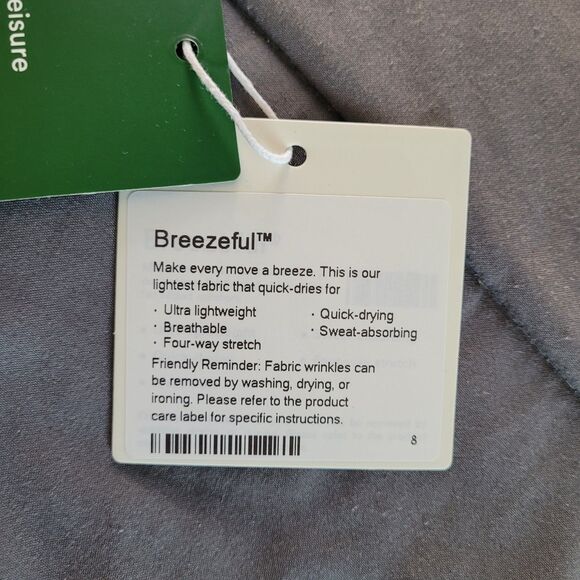 eisure
Breezeful™
Make every move a breeze. This is our
lightest fabric that quick-dries for
· Ultra lightweight
· Breathable
· Four-way stretch
· Quick-drying
· Sweat-absorbing
Friendly Reminder: Fabric wrinkles can
be removed by washing, drying, or
ironing. Please refer to the product
care label for specific instructions.
8